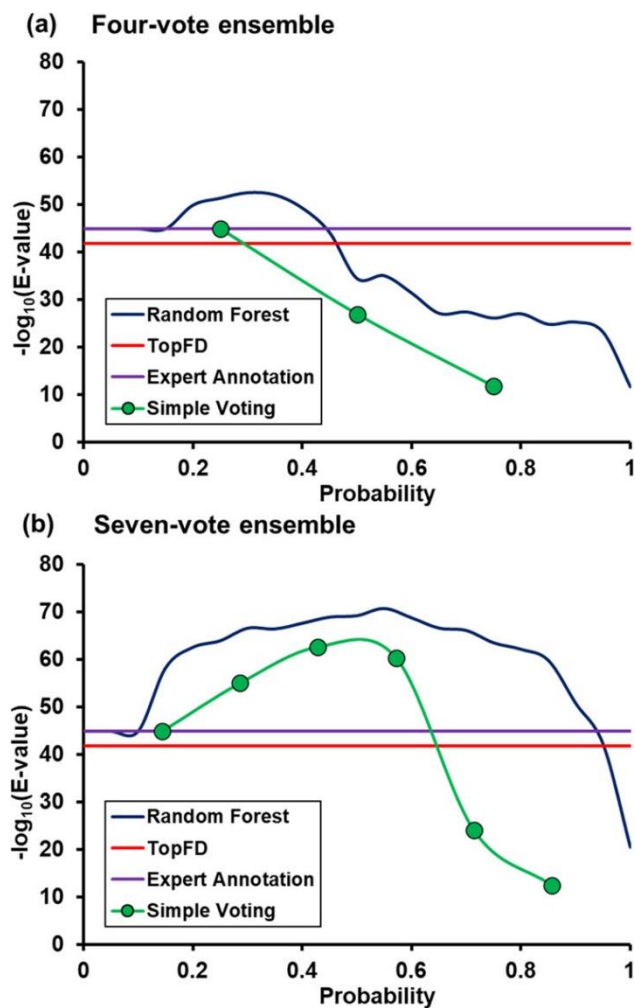 (a) Four-vote ensemble
80
70
60
50
40
30
20
10
0
-log₁₀(E-value)
Random Forest
TopFD
Expert Annotation
Simple Voting
0 0.2 0.4 0.6 0.8 1
Probability
(b) Seven-vote ensemble
80
70
60
50
40
30
20
10
0
-log₁₀(E-value)
Random Forest
TopFD
Expert Annotation
Simple Voting
0 0.2 0.4 0.6 0.8 1
Probability